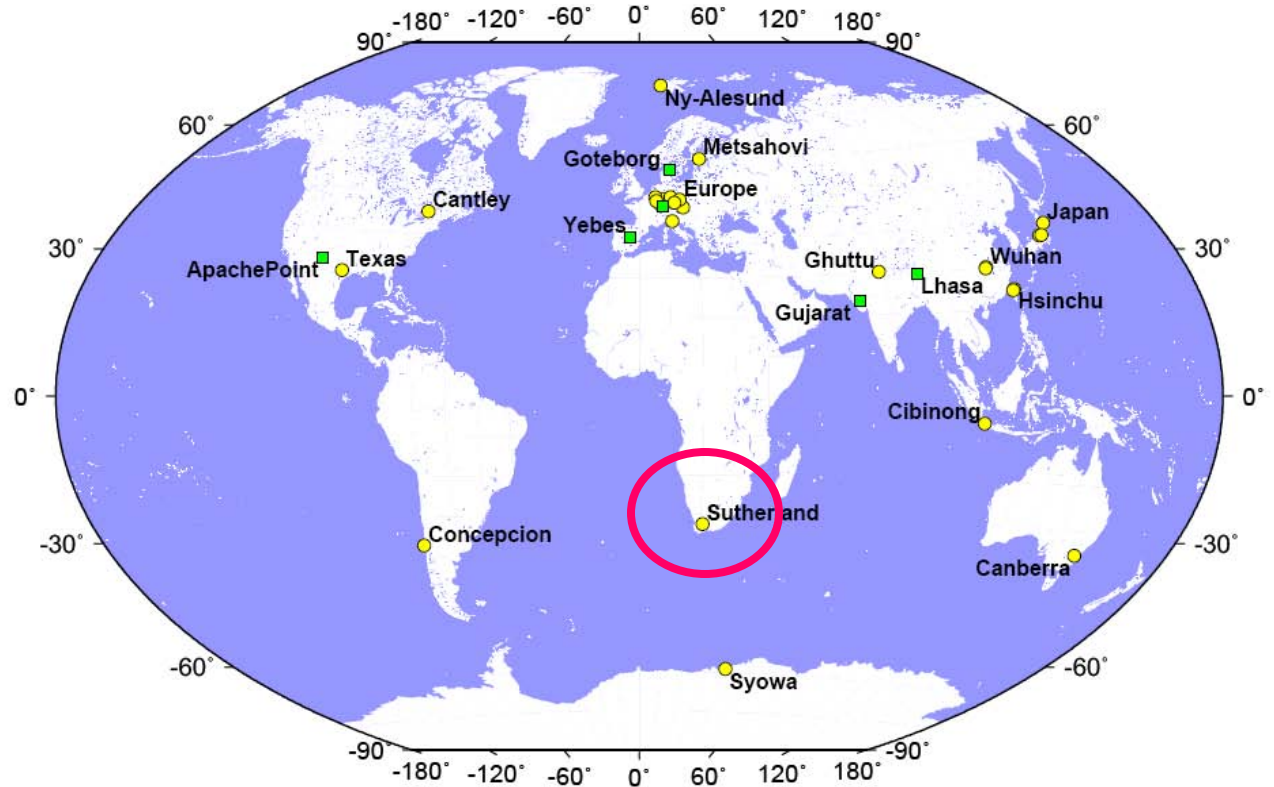 -180° -120° -60° 0° 60° 120° 180°
90° 90°
Ny-Alesund
60° 60°
Metsahovi
Goteborg
Europe
Cantley
Japan
Yebes
30° 30°
Texas
Wuhan
Ghuttu
ApachePoint
Lhasa
Hsinchu
Gujarat
0° 0°
Cibinong
Sutherland
Concepcion
-30° -30°
Canberra
-60° -60°
Syowa
-90° -90°
-180° -120° -60° 0° 60° 120° 180°